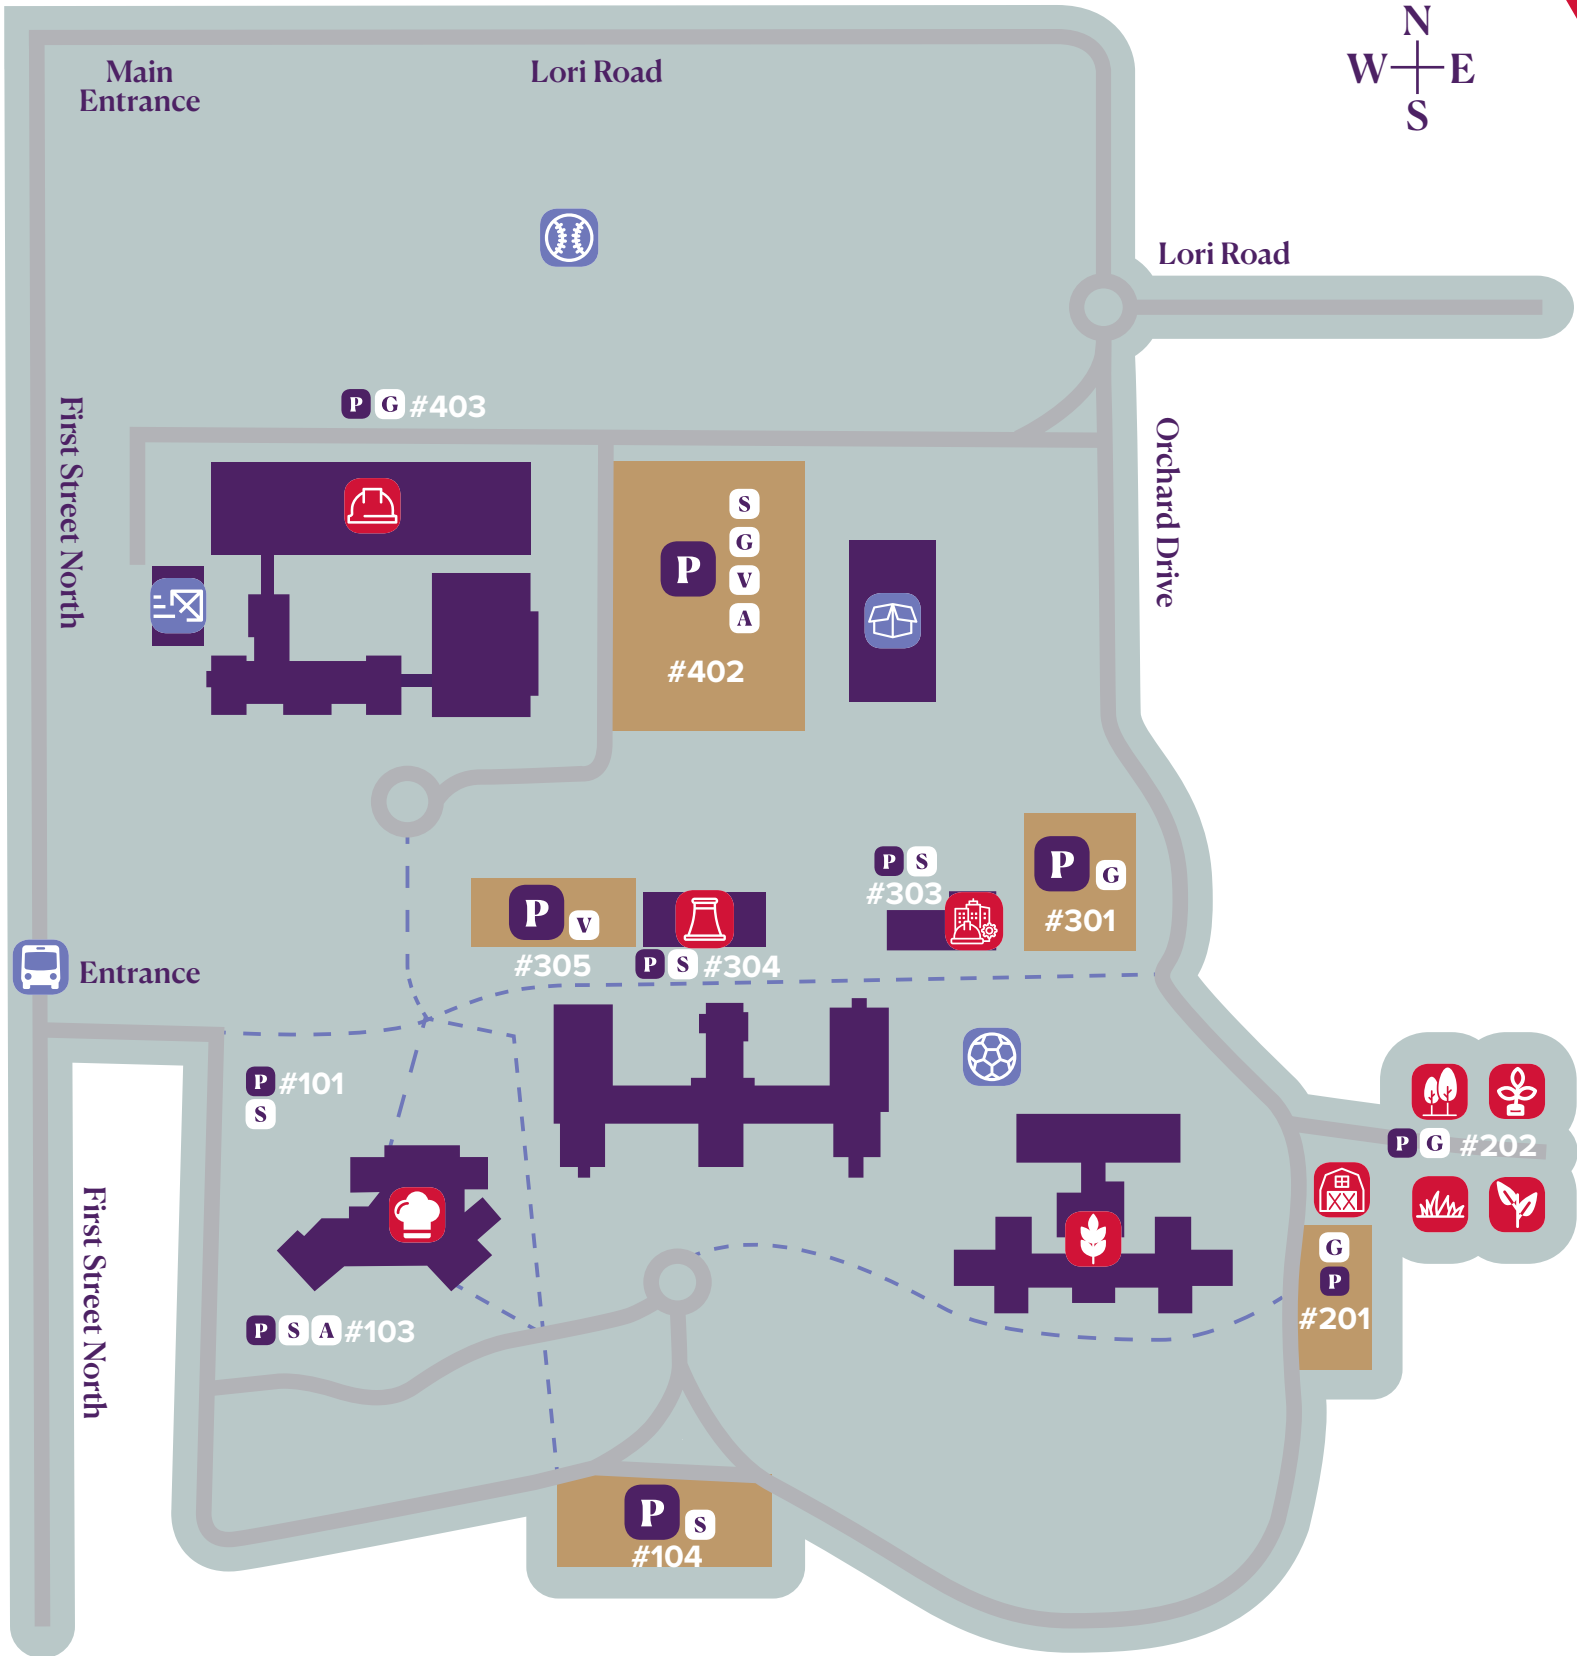 N
W E
S
Main
Entrance
Lori Road
Lori Road
First Street North
P G #403
Orchard Drive
S
G
P
V
A
#402
P S
#303
P G
#301
P V
#305
P S #304
Entrance
P #101
S
P G #202
First Street North
G
P
#201
P S A #103
P S
#104